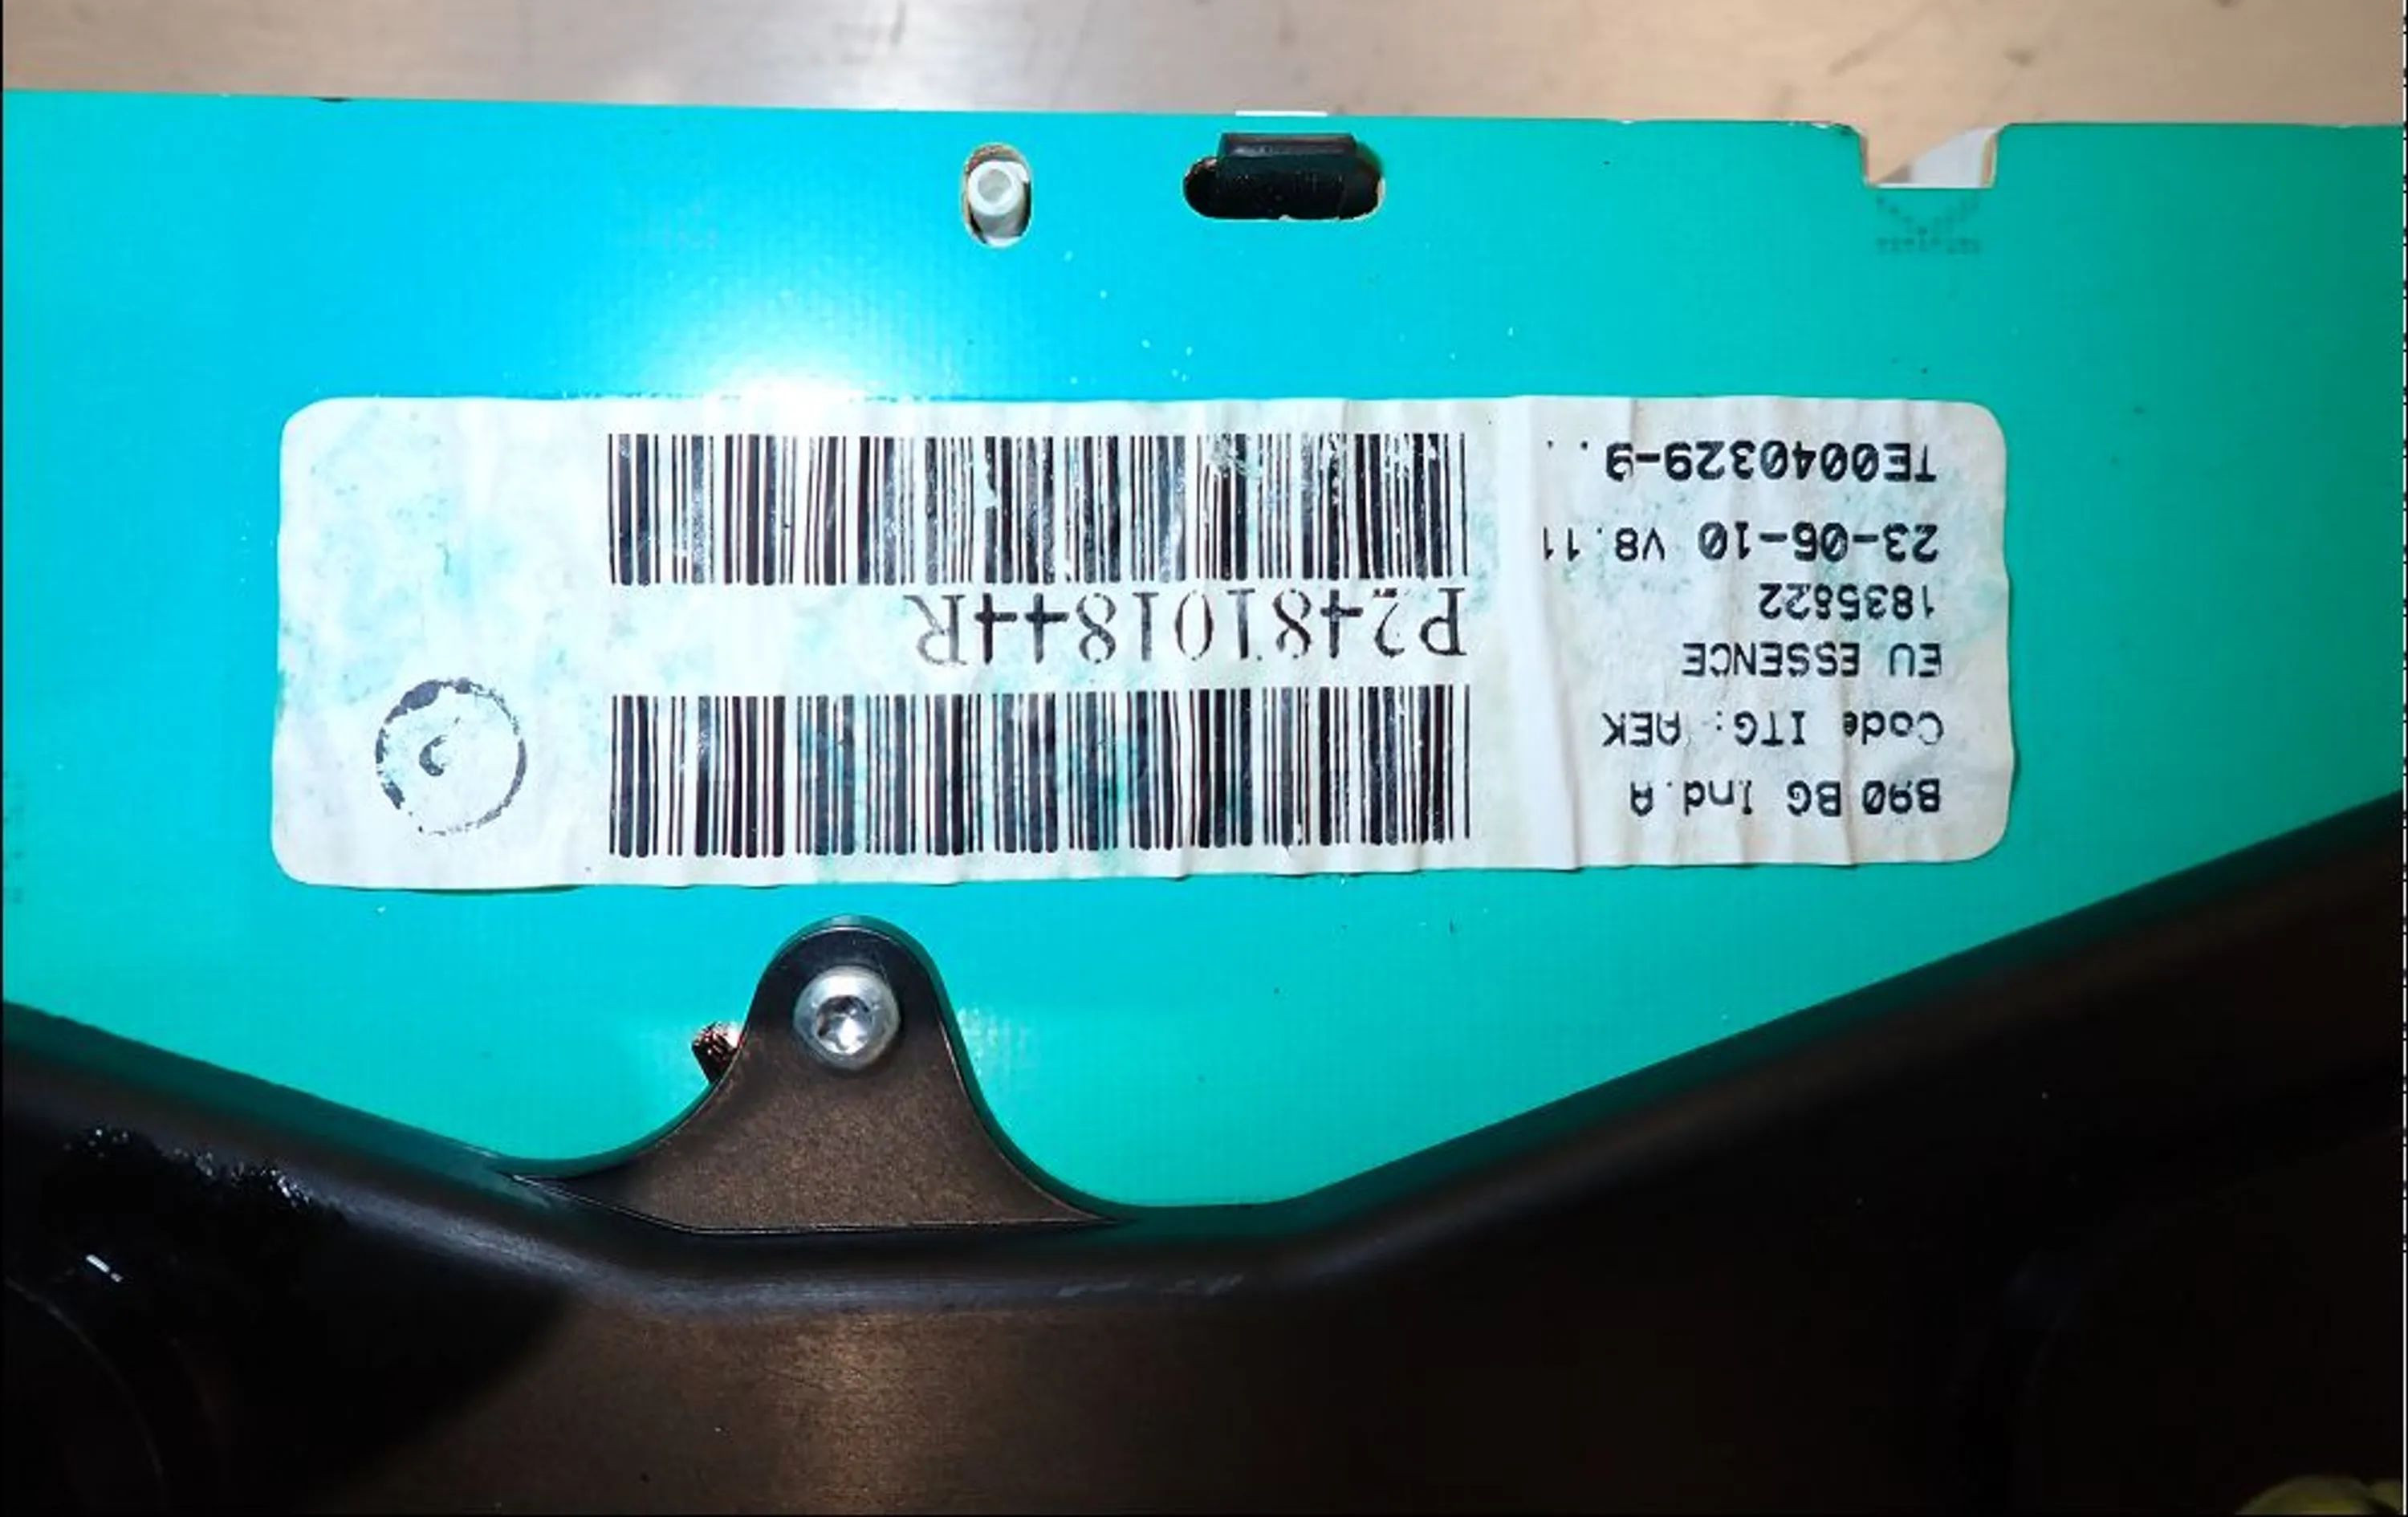 B90 BG Ind.A
Code ITG: AEK
EU ESSENCE
1835822
23-06-10 V8.11
TE0040329-9..
P248101844R